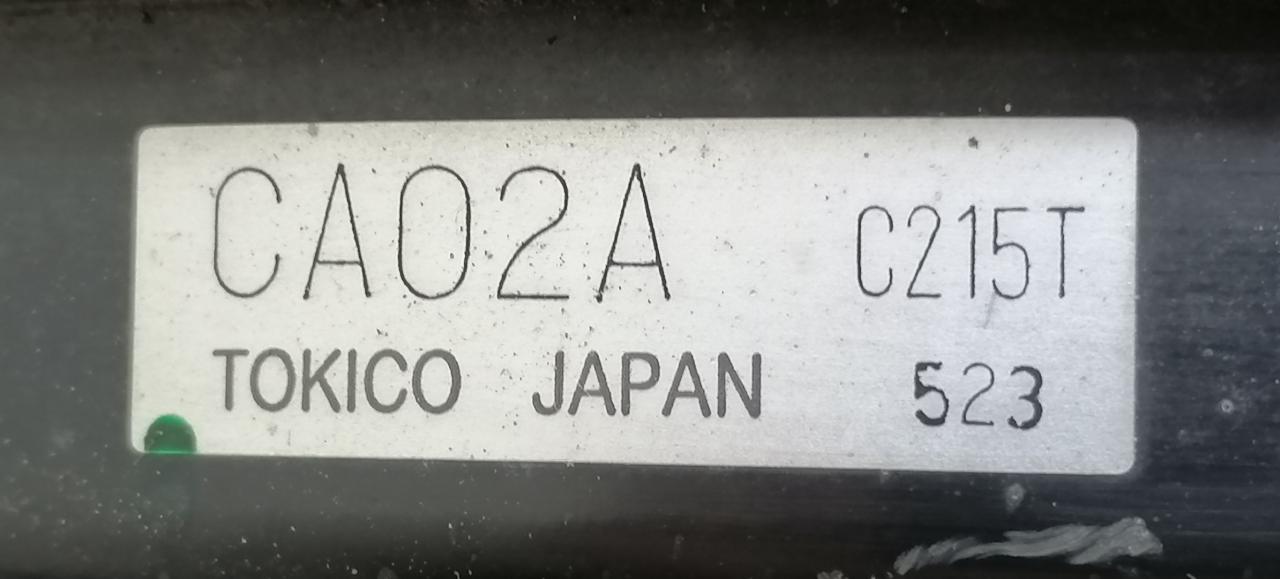 CA02A C215T
TOKICO JAPAN 523